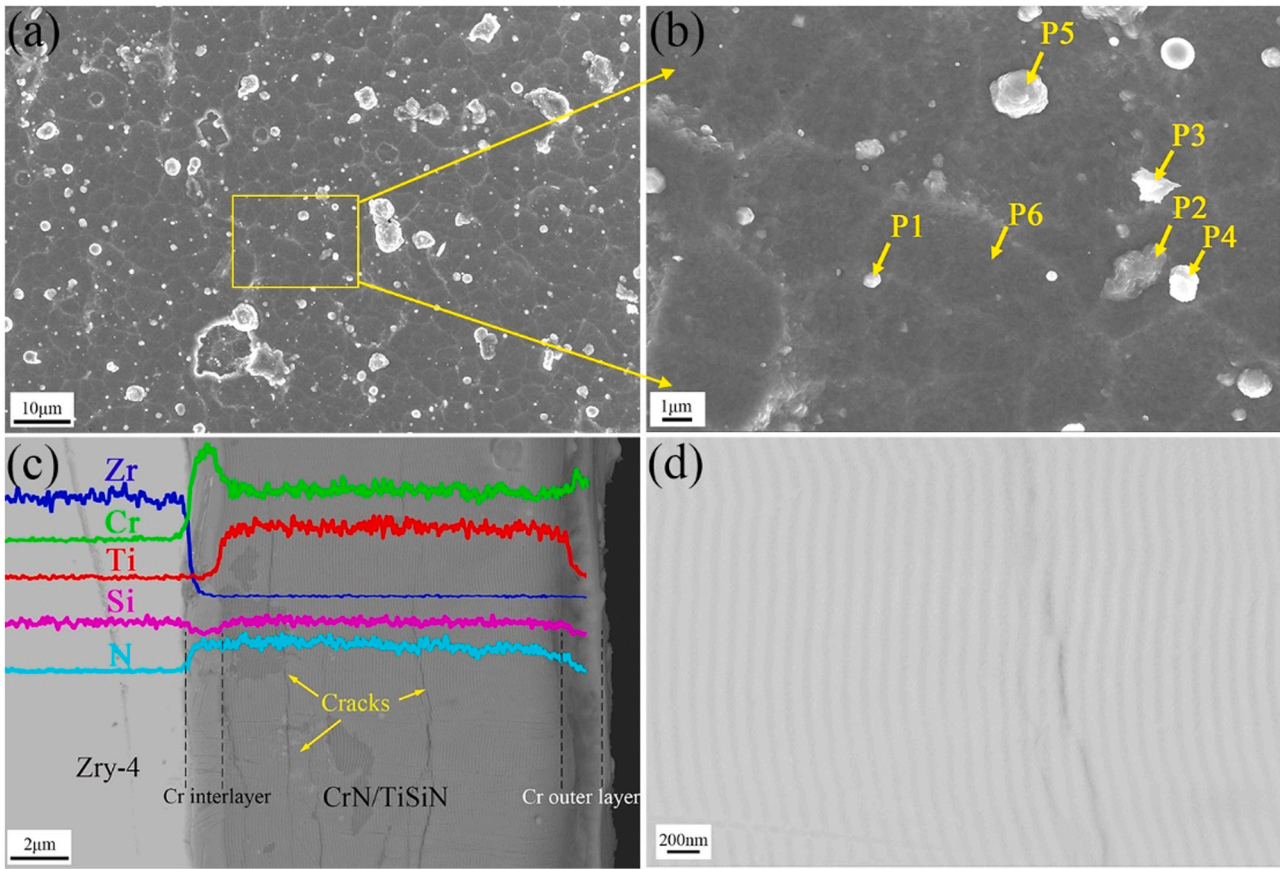 (a)
10μm
(b)
P5
P3
P2
P1
P6
P4
1μm
(c)
Zr
Cr
Ti
Si
N
Cracks
Zry-4
Cr interlayer
CrN/TiSiN
Cr outer layer
2μm
(d)
200nm